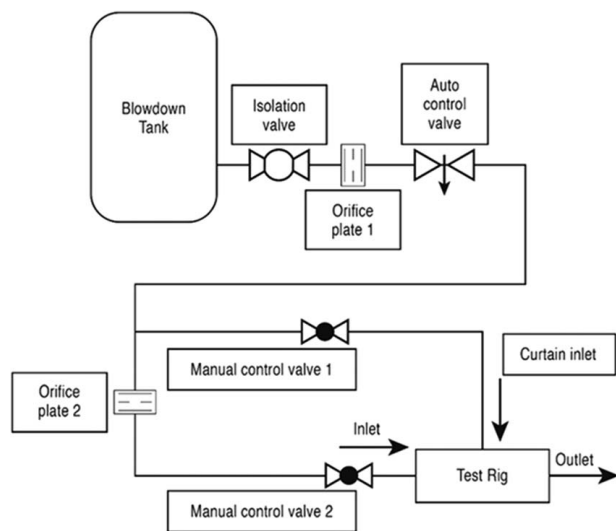 Blowdown
Tank
Isolation
valve
Auto
control
valve
Orifice
plate 1
Manual control valve 1
Curtain inlet
Orifice
plate 2
Inlet
Test Rig
Outlet
Manual control valve 2